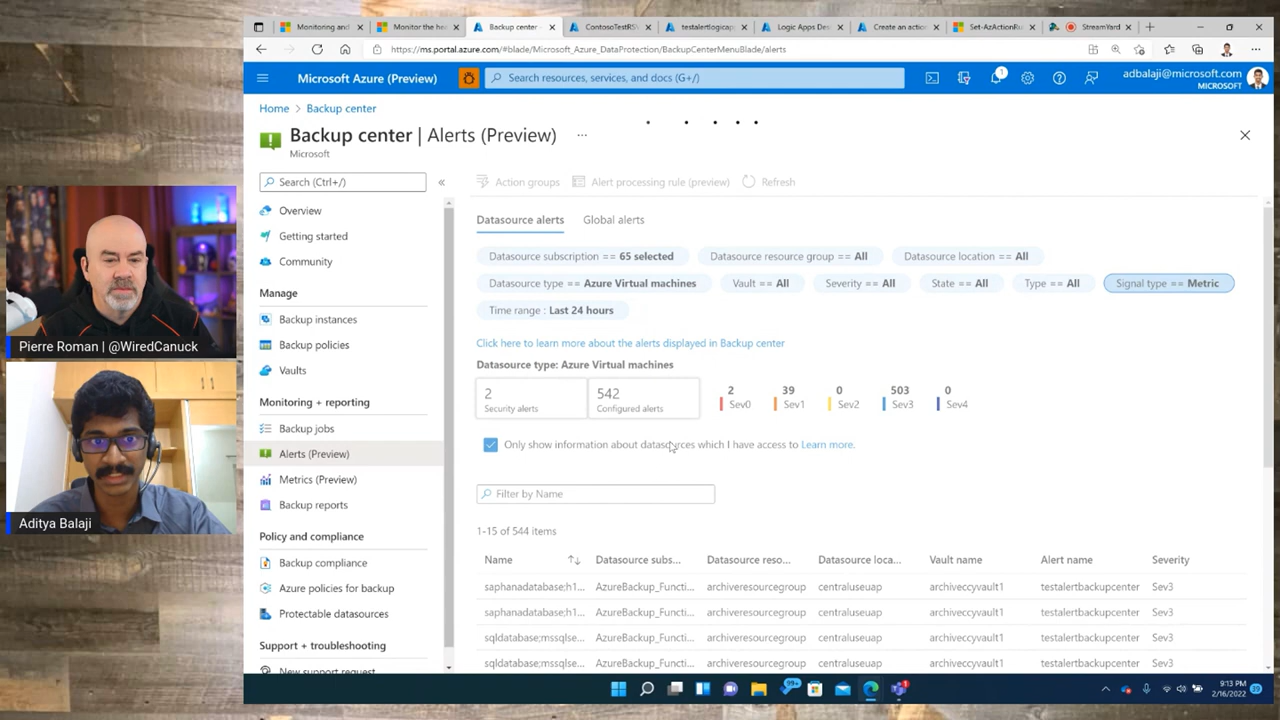 Monitoring and
Monitor the he
Backup center -
ContosoTestRS
testalertlogicap
Logic Apps Des
Create an action
Set-AzActionRu
StreamYard
https://ms.portal.azure.com/#blade/Microsoft_Azure_DataProtection/BackupCenterMenuBlade/alerts
Microsoft Azure (Preview)
Search resources, services, and docs (G+/)
1
adbalaji@microsoft.com
MICROSOFT
Home > Backup center
Backup center | Alerts (Preview) ...
Microsoft
Search (Ctrl+/)
«
Overview
Getting started
Community
Manage
Backup instances
Backup policies
Vaults
Monitoring + reporting
Backup jobs
Alerts (Preview)
Metrics (Preview)
Backup reports
Policy and compliance
Backup compliance
Azure policies for backup
Protectable datasources
Support + troubleshooting
New support request
Action groups
Alert processing rule (preview)
Refresh
Datasource alerts
Global alerts
Datasource subscription == 65 selected
Datasource resource group == All
Datasource location == All
Datasource type == Azure Virtual machines
Vault == All
Severity == All
State == All
Type == All
Signal type == Metric
Time range : Last 24 hours
Click here to learn more about the alerts displayed in Backup center
Datasource type: Azure Virtual machines
2
Security alerts
542
Configured alerts
2
Sev0
39
Sev1
0
Sev2
503
Sev3
0
Sev4
Only show information about datasources which I have access to Learn more.
Filter by Name
1-15 of 544 items
Name Datasource subs... Datasource reso... Datasource loca... Vault name Alert name Severity
saphanadatabase;h1... AzureBackup_Functi... archiveresourcegroup centraluseuap archiveccyvault1 testalertbackupcenter Sev3
saphanadatabase;h1... AzureBackup_Functi... archiveresourcegroup centraluseuap archiveccyvault1 testalertbackupcenter Sev3
sqldatabase;mssqlse... AzureBackup_Functi... archiveresourcegroup centraluseuap archiveccyvault1 testalertbackupcenter Sev3
sqldatabase;mssqlse... AzureBackup_Functi... archiveresourcegroup centraluseuap archiveccyvault1 testalertbackupcenter Sev3
Pierre Roman | @WiredCanuck
Aditya Balaji
99+
9:13 PM
2/16/2022